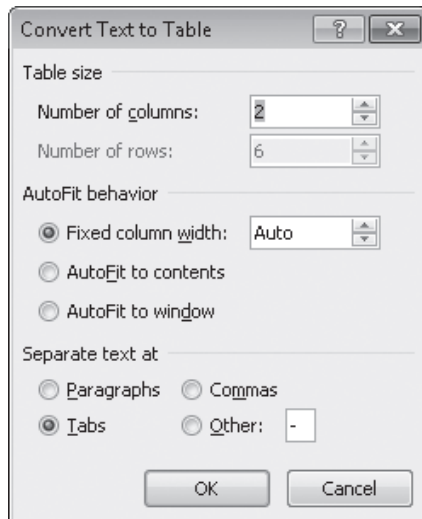 Convert Text to Table
Table size
Number of columns: 2
Number of rows: 6
AutoFit behavior
Fixed column width: Auto
AutoFit to contents
AutoFit to window
Separate text at
Paragraphs Commas
Tabs Other: -
OK Cancel